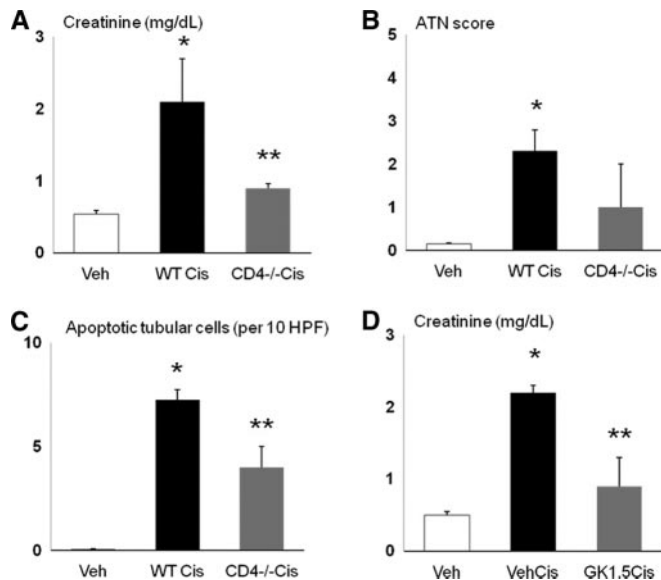 A
Creatinine (mg/dL)
3
2
1
0
*
**
Veh WT Cis CD4-/-Cis
B
ATN score
5
4
3
2
1
0
*
Veh WT Cis CD4-/-Cis
C
Apoptotic tubular cells (per 10 HPF)
10
5
0
*
**
Veh WT Cis CD4-/-Cis
D
Creatinine (mg/dL)
3
2
1
0
*
**
Veh VehCis GK1.5Cis